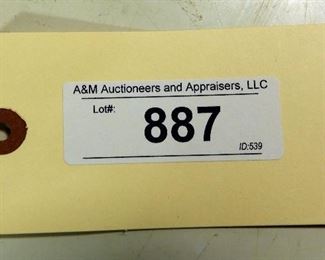 A&M Auctioneers and Appraisers, LLC
Lot#:
887
ID:539